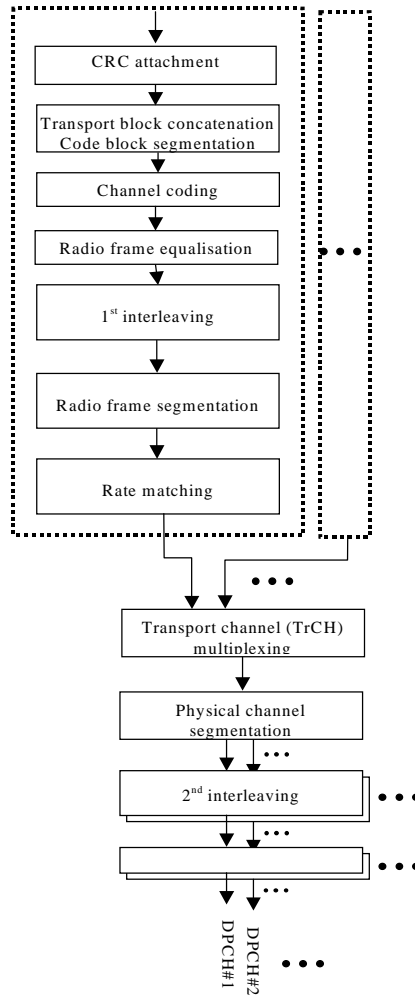 CRC attachment
Transport block concatenation
Code block segmentation
Channel coding
Radio frame equalisation
1st interleaving
Radio frame segmentation
Rate matching
Transport channel (TrCH)
multiplexing
Physical channel
segmentation
2nd interleaving
DPCH#1
DPCH#2